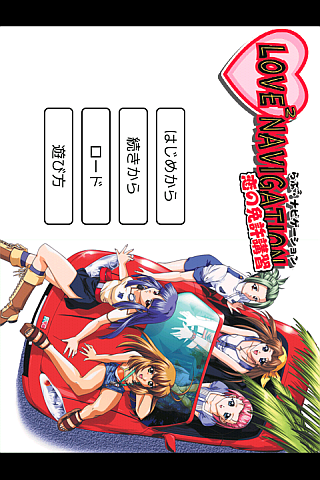 LOVE² NAVIGATION
らぶ²ナビゲーション
恋の免許講習
はじめから
続きから
ロード
遊び方